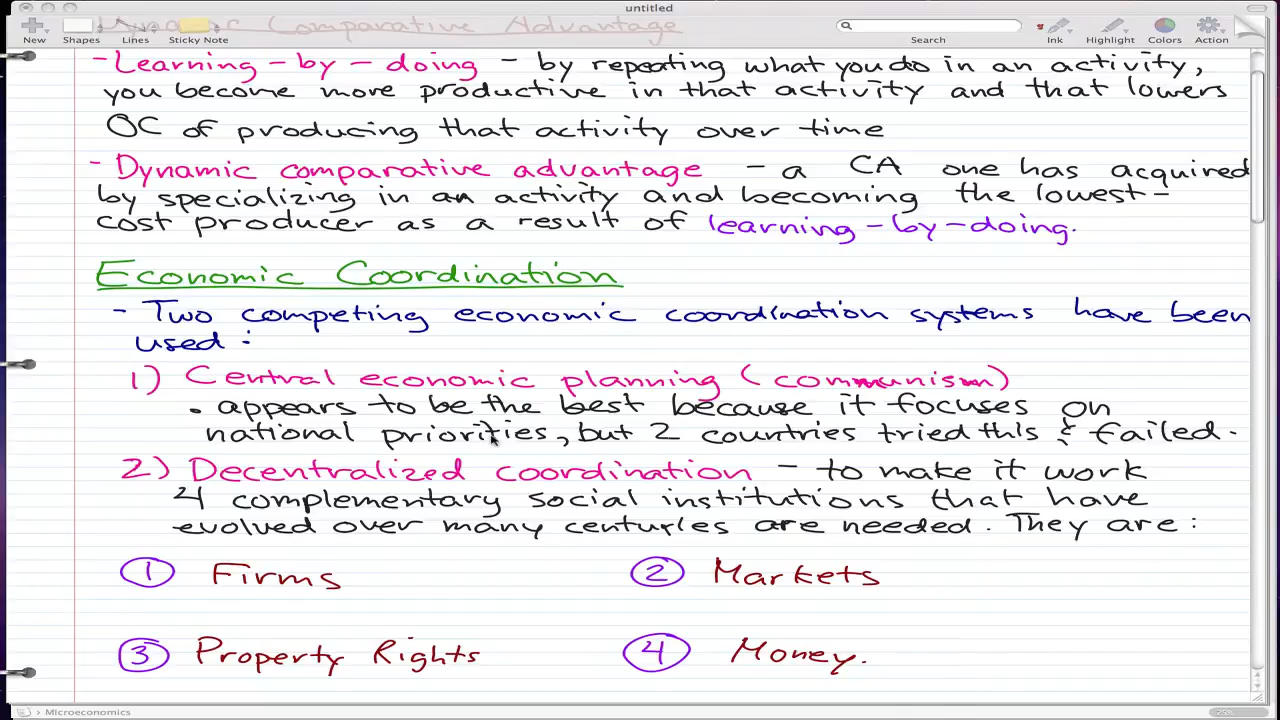 untitled
Dynamic Comparative Advantage
New Shapes Lines Sticky Note Search Ink Highlight Colors Action
- Learning-by-doing - by repeating what you do in an activity,
you become more productive in that activity and that lowers
OC of producing that activity over time
- Dynamic comparative advantage - a CA one has acquired
by specializing in an activity and becoming the lowest-
cost producer as a result of learning-by-doing.
Economic Coordination
- Two competing economic coordination systems have been
used:
1) Central economic planning (communism)
• appears to be the best because it focuses on
national priorities, but 2 countries tried this & failed.
2) Decentralized coordination - to make it work
4 complementary social institutions that have
evolved over many centuries are needed. They are:
1 Firms 2 Markets
3 Property Rights 4 Money.
Microeconomics